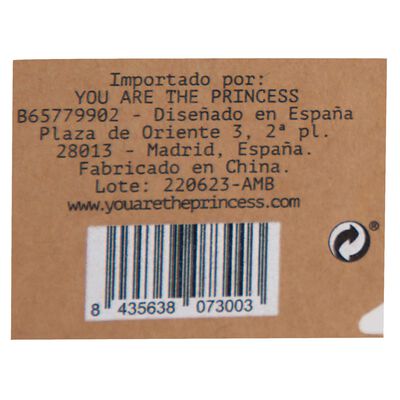 Importado por:
YOU ARE THE PRINCESS
B65779902 - Diseñado en España
Plaza de Oriente 3, 2ª pl.
28013 - Madrid, España.
Fabricado en China.
Lote: 220623-AMB
www.youaretheprincess.com
®
8 435638 073003